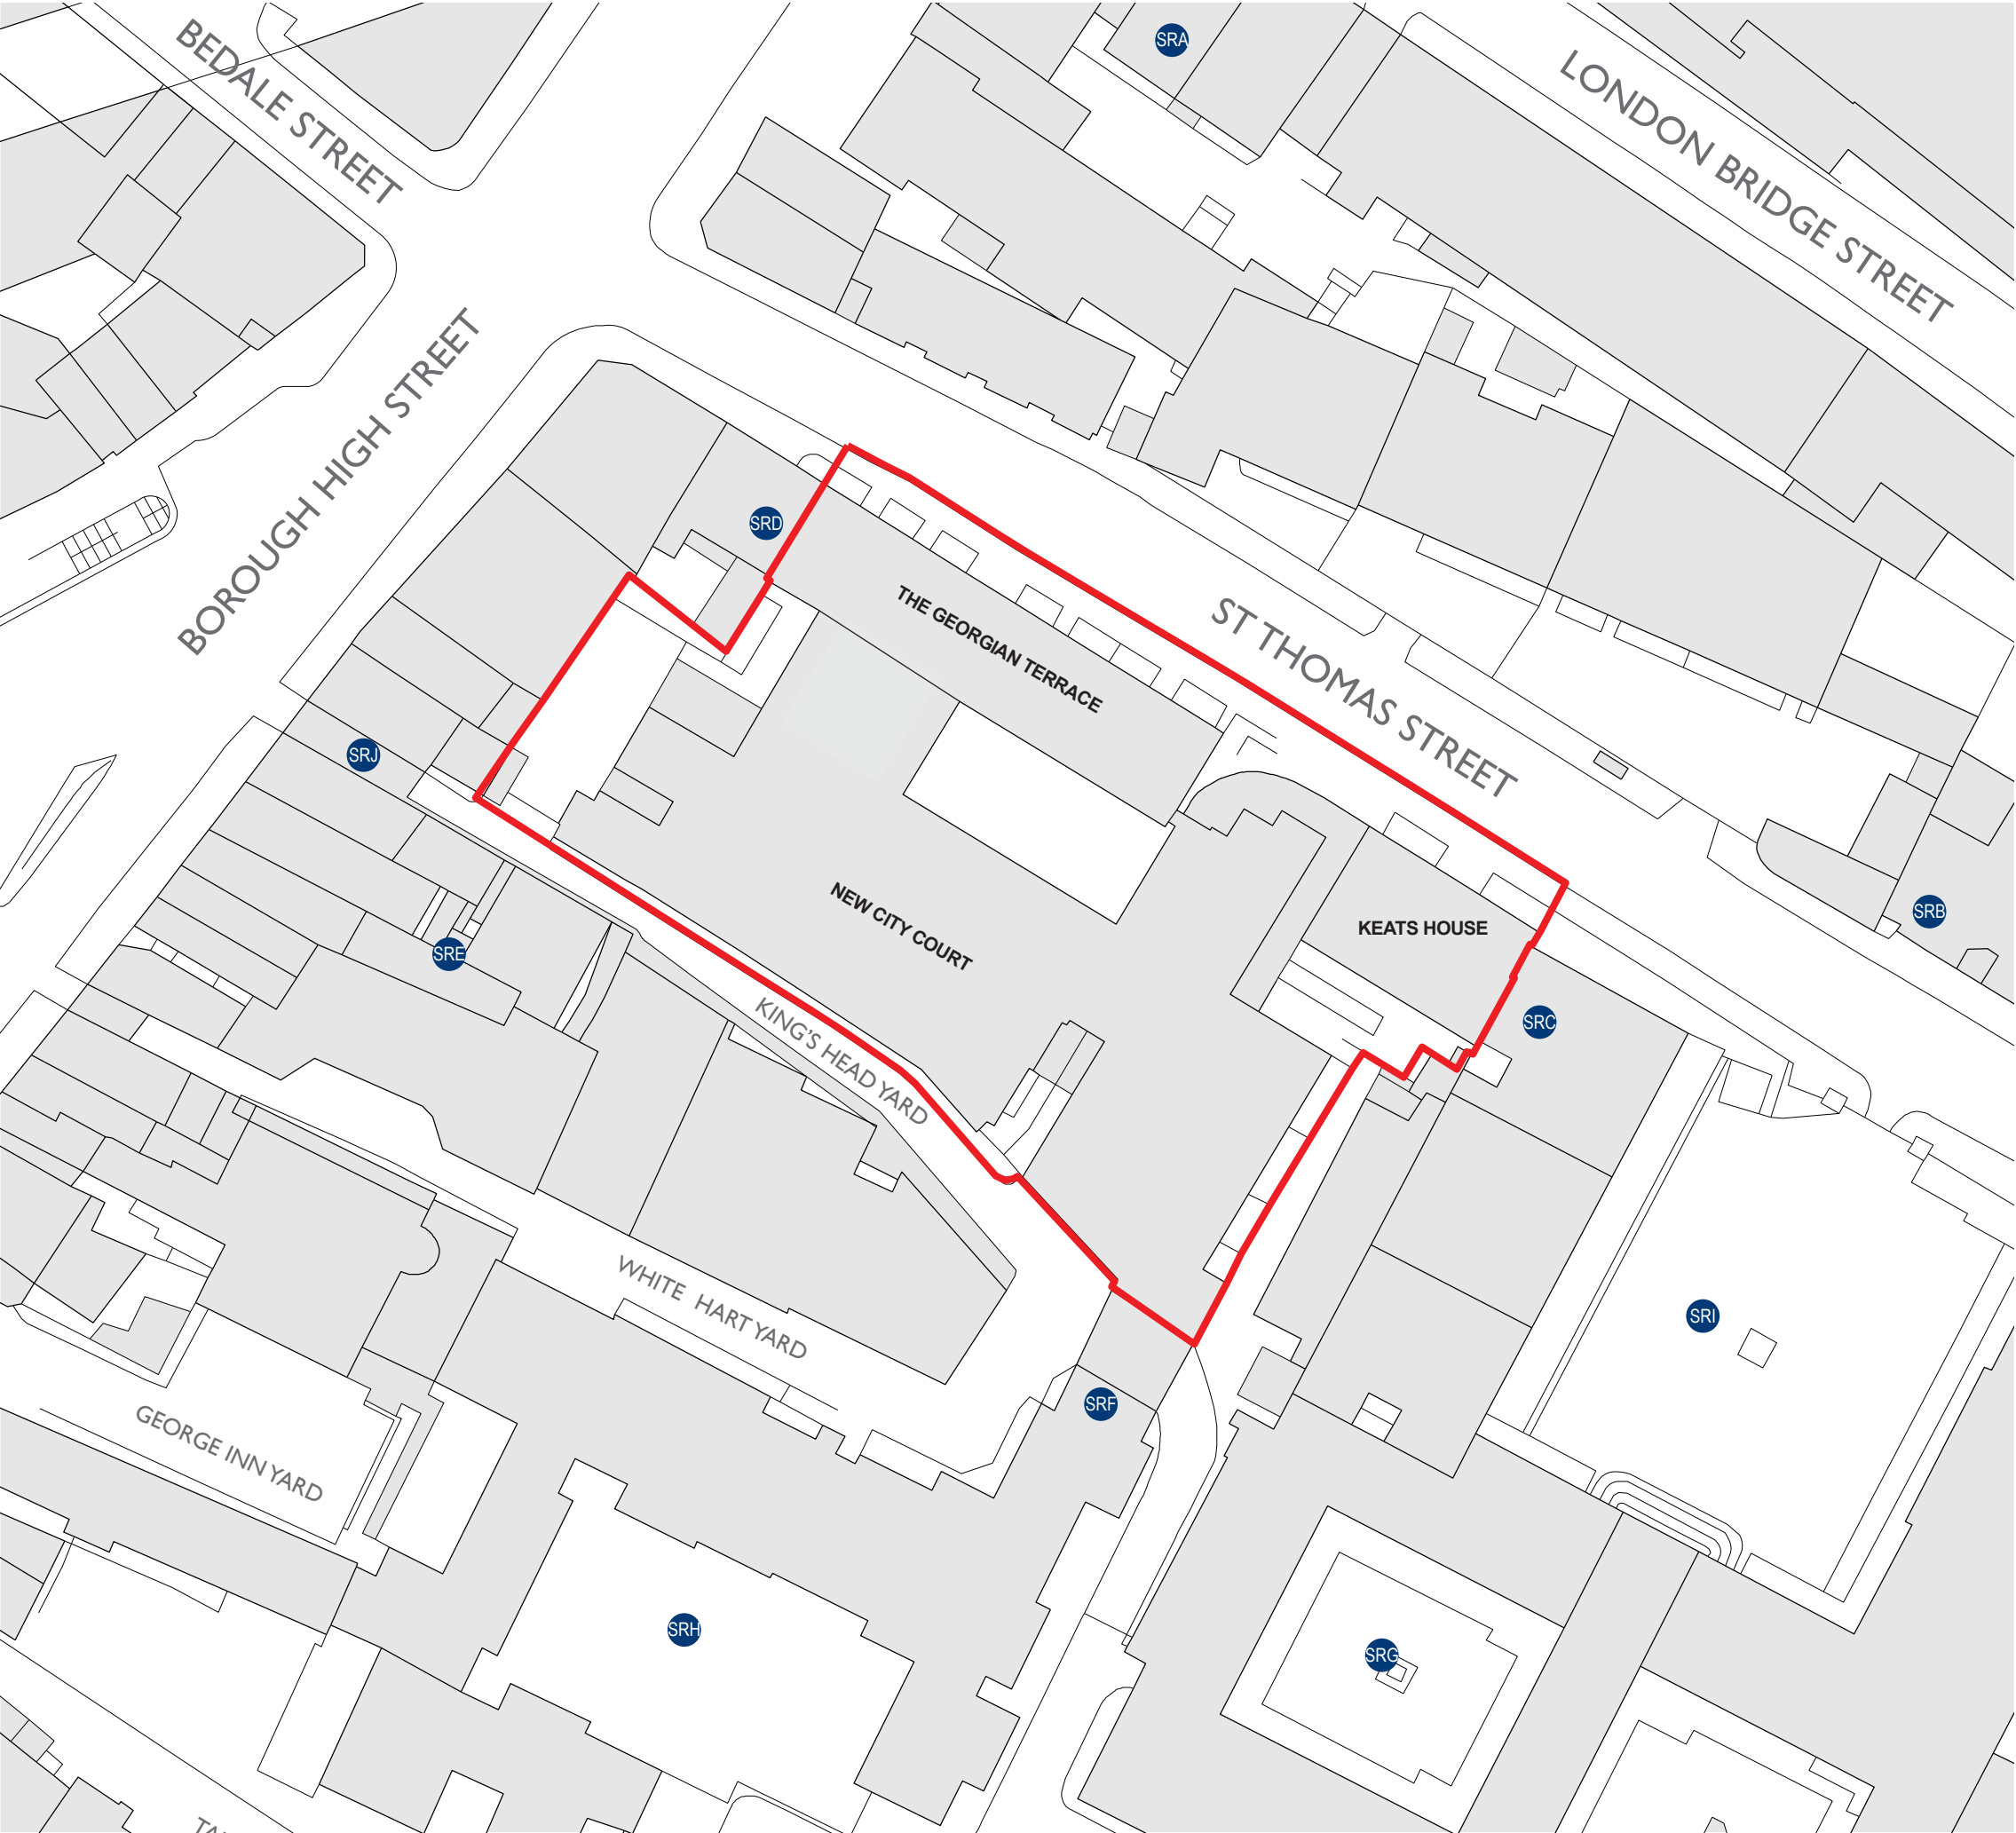 SRA
BEDALE STREET
LONDON BRIDGE STREET
BOROUGH HIGH STREET
SRD
THE GEORGIAN TERRACE
ST THOMAS STREET
SRJ
SRB
NEW CITY COURT
KEATS HOUSE
SRE
SRC
KING'S HEAD YARD
WHITE HART YARD
SRI
SRF
GEORGE INN YARD
SRH
SRG